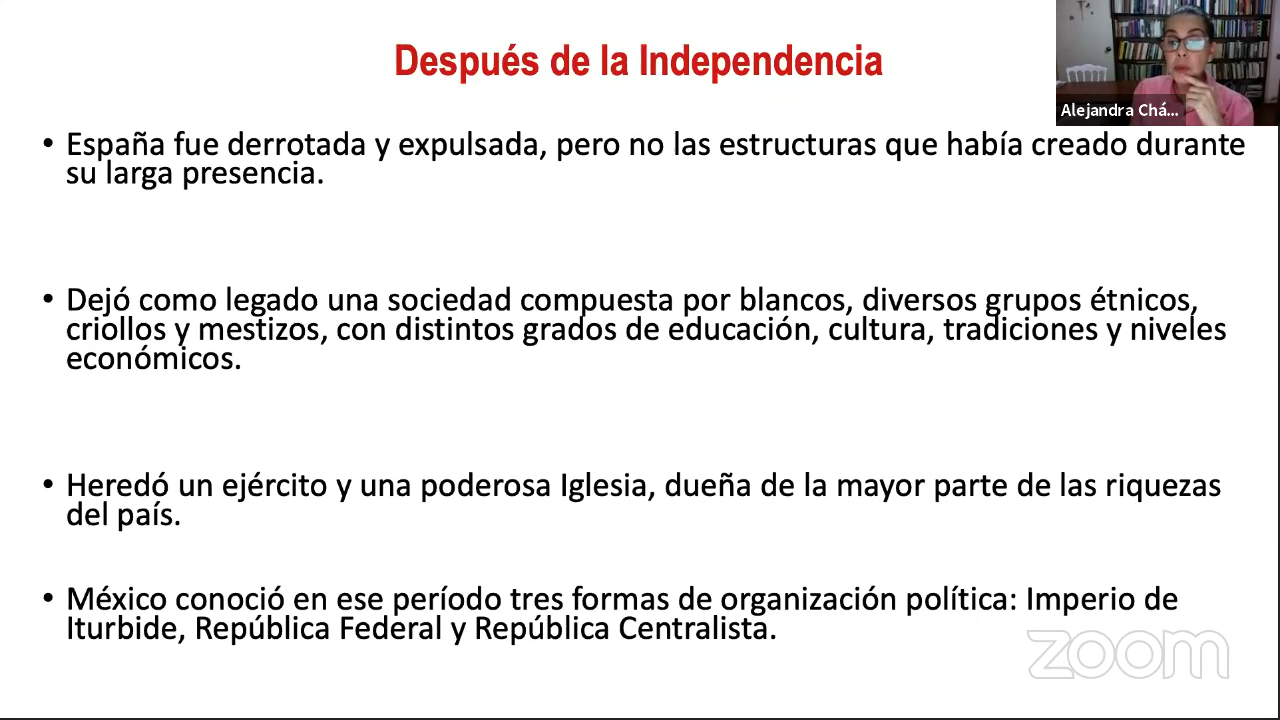 Después de la Independencia
Alejandra Chá...
• España fue derrotada y expulsada, pero no las estructuras que había creado durante
su larga presencia.
• Dejó como legado una sociedad compuesta por blancos, diversos grupos étnicos,
criollos y mestizos, con distintos grados de educación, cultura, tradiciones y niveles
económicos.
• Heredó un ejército y una poderosa Iglesia, dueña de la mayor parte de las riquezas
del país.
• México conoció en ese período tres formas de organización política: Imperio de
Iturbide, República Federal y República Centralista.
zoom